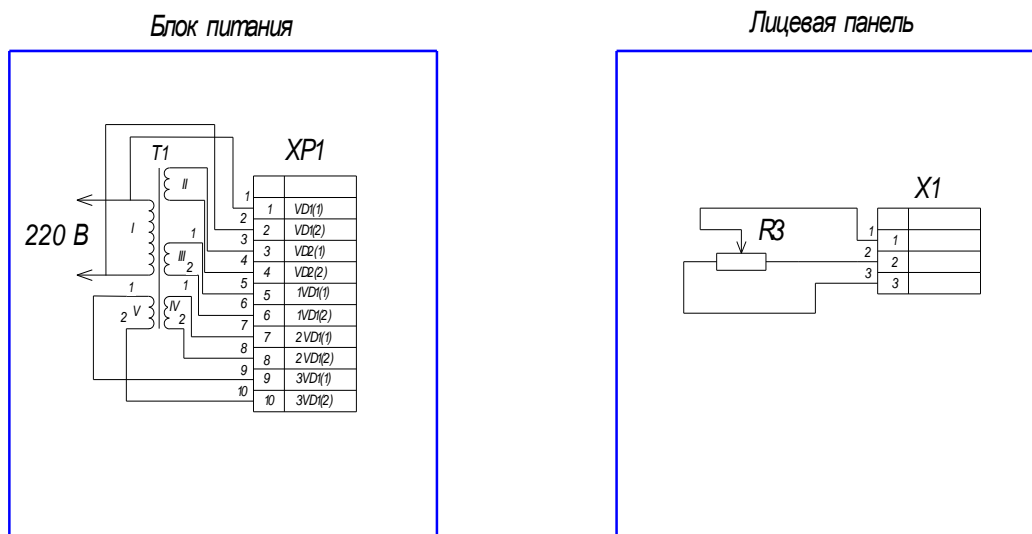 Блок питания
T1
XP1
220 В
I
II
III
IV
V
1
2
1
2
1
2
1
2
3
4
5
6
7
8
9
10
1 VD1(1)
2 VD1(2)
3 VD2(1)
4 VD2(2)
5 1VD1(1)
6 1VD1(2)
7 2VD1(1)
8 2VD1(2)
9 3VD1(1)
10 3VD1(2)
Лицевая панель
R3
X1
1
2
3
1
2
3